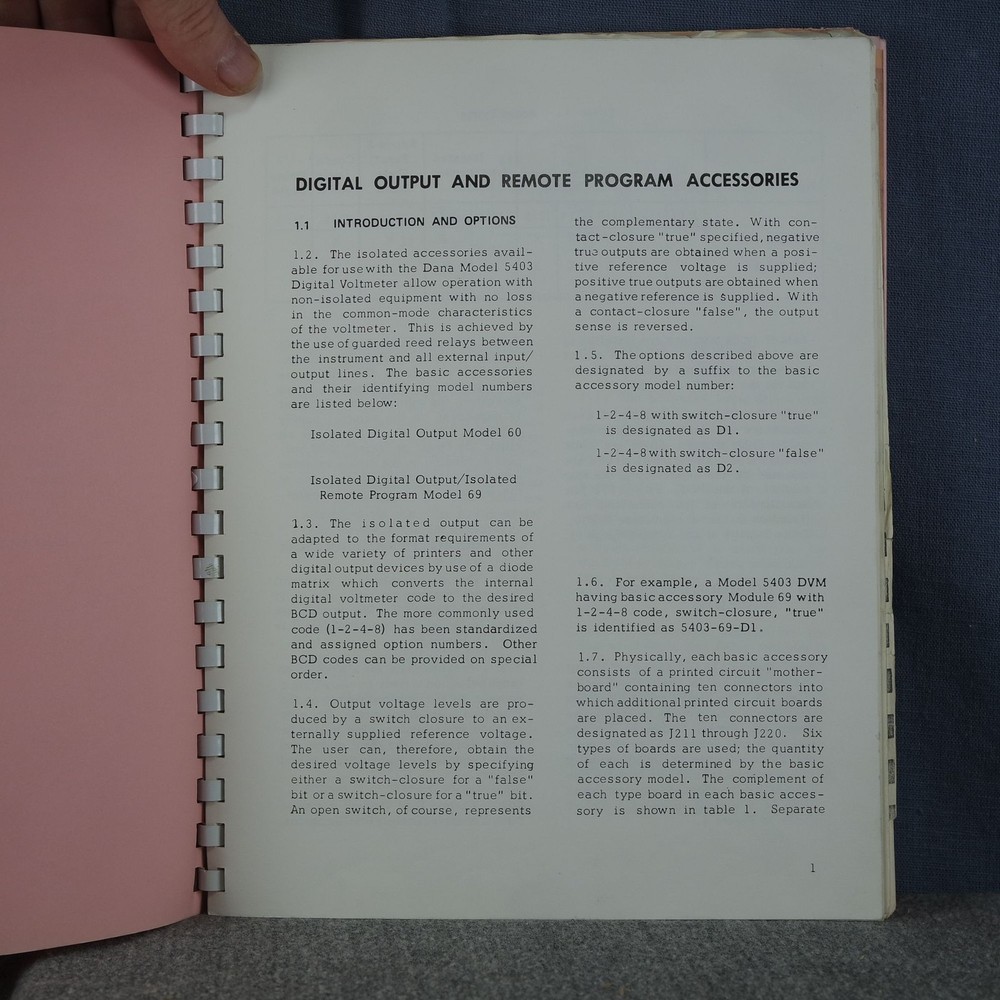 DIGITAL OUTPUT AND REMOTE PROGRAM ACCESSORIES
1.1 INTRODUCTION AND OPTIONS
1.2. The isolated accessories avail-
able for use with the Dana Model 5403
Digital Voltmeter allow operation with
non-isolated equipment with no loss
in the common-mode characteristics
of the voltmeter. This is achieved by
the use of guarded reed relays between
the instrument and all external input/
output lines. The basic accessories
and their identifying model numbers
are listed below:
Isolated Digital Output Model 60
Isolated Digital Output/Isolated
Remote Program Model 69
1.3. The isolated output can be
adapted to the format requirements of
a wide variety of printers and other
digital output devices by use of a diode
matrix which converts the internal
digital voltmeter code to the desired
BCD output. The more commonly used
code (1-2-4-8) has been standardized
and assigned option numbers. Other
BCD codes can be provided on special
order.
1.4. Output voltage levels are pro-
duced by a switch closure to an ex-
ternally supplied reference voltage.
The user can, therefore, obtain the
desired voltage levels by specifying
either a switch-closure for a "false"
bit or a switch-closure for a "true" bit.
An open switch, of course, represents
the complementary state. With con-
tact-closure "true" specified, negative
true outputs are obtained when a posi-
tive reference voltage is supplied;
positive true outputs are obtained when
a negative reference is supplied. With
a contact-closure "false", the output
sense is reversed.
1.5. The options described above are
designated by a suffix to the basic
accessory model number:
1-2-4-8 with switch-closure "true"
is designated as D1.
1-2-4-8 with switch-closure "false"
is designated as D2.
1.6. For example, a Model 5403 DVM
having basic accessory Module 69 with
1-2-4-8 code, switch-closure, "true"
is identified as 5403-69-D1.
1.7. Physically, each basic accessory
consists of a printed circuit "mother-
board" containing ten connectors into
which additional printed circuit boards
are placed. The ten connectors are
designated as J211 through J220. Six
types of boards are used; the quantity
of each is determined by the basic
accessory model. The complement of
each type board in each basic acces-
sory is shown in table 1. Separate
1